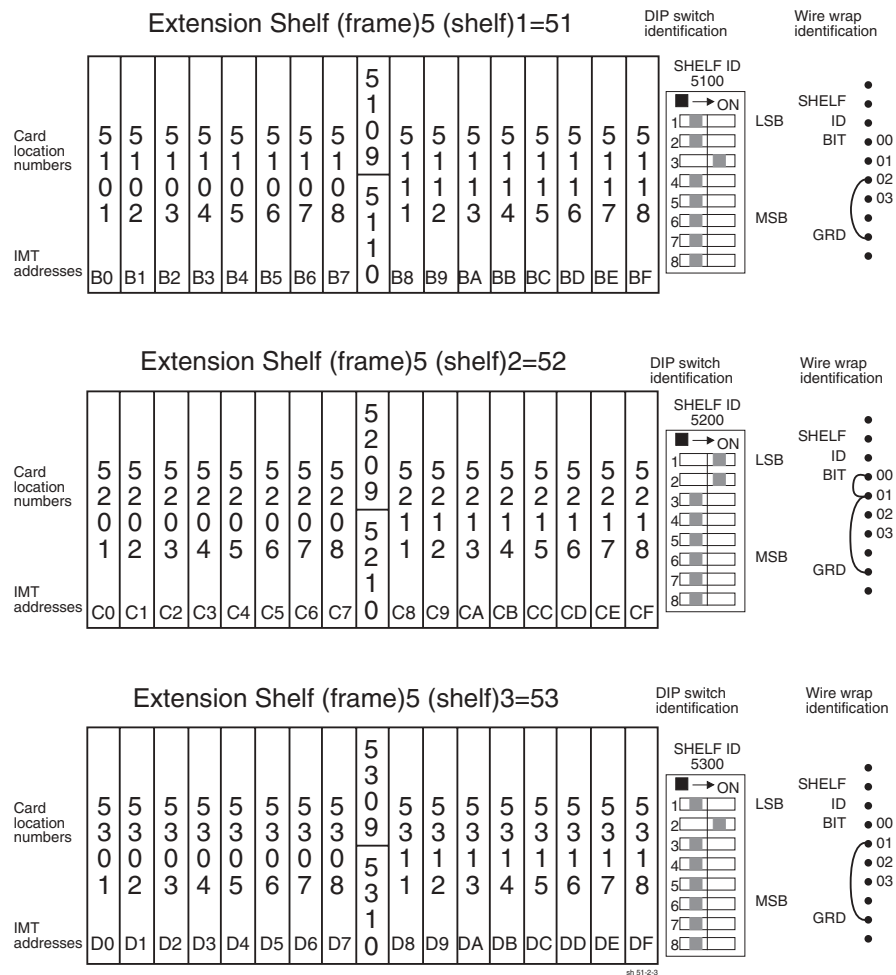 Extension Shelf (frame)5 (shelf)1=51
DIP switch
identification
Wire wrap
identification
SHELF ID
5100
ON
1
2
3
4
5
6
7
8
LSB
MSB
SHELF
ID
BIT
00
01
02
03
GRD
Card
location
numbers
5101 5102 5103 5104 5105 5106 5107 5108 5109 5110 5111 5112 5113 5114 5115 5116 5117 5118
IMT
addresses
B0 B1 B2 B3 B4 B5 B6 B7 B8 B9 BA BB BC BD BE BF
Extension Shelf (frame)5 (shelf)2=52
DIP switch
identification
Wire wrap
identification
SHELF ID
5200
ON
1
2
3
4
5
6
7
8
LSB
MSB
SHELF
ID
BIT
00
01
02
03
GRD
Card
location
numbers
5201 5202 5203 5204 5205 5206 5207 5208 5209 5210 5211 5212 5213 5214 5215 5216 5217 5218
IMT
addresses
C0 C1 C2 C3 C4 C5 C6 C7 C8 C9 CA CB CC CD CE CF
Extension Shelf (frame)5 (shelf)3=53
DIP switch
identification
Wire wrap
identification
SHELF ID
5300
ON
1
2
3
4
5
6
7
8
LSB
MSB
SHELF
ID
BIT
00
01
02
03
GRD
Card
location
numbers
5301 5302 5303 5304 5305 5306 5307 5308 5309 5310 5311 5312 5313 5314 5315 5316 5317 5318
IMT
addresses
D0 D1 D2 D3 D4 D5 D6 D7 D8 D9 DA DB DC DD DE DF
sh 51-2-3